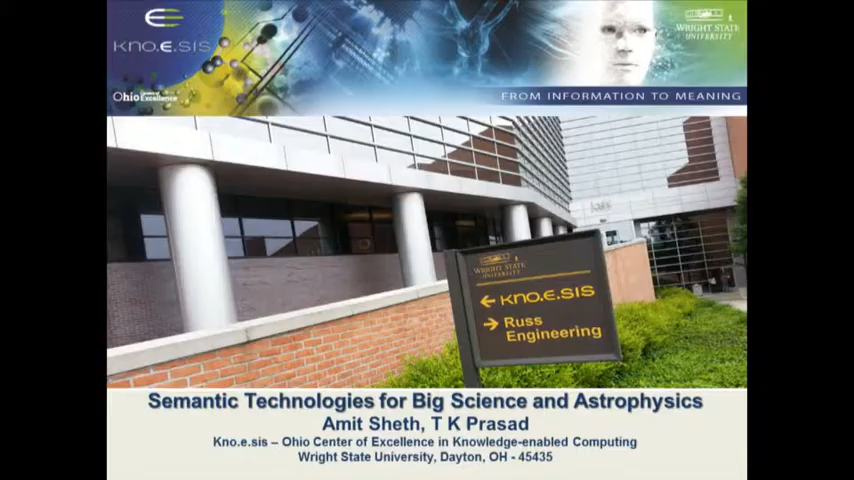 kno.e.sis
WRIGHT STATE
UNIVERSITY
Ohio Center of Excellence
FROM INFORMATION TO MEANING
WRIGHT STATE
UNIVERSITY
← kno.e.sis
→ Russ
Engineering
Semantic Technologies for Big Science and Astrophysics
Amit Sheth, T K Prasad
Kno.e.sis – Ohio Center of Excellence in Knowledge-enabled Computing
Wright State University, Dayton, OH - 45435